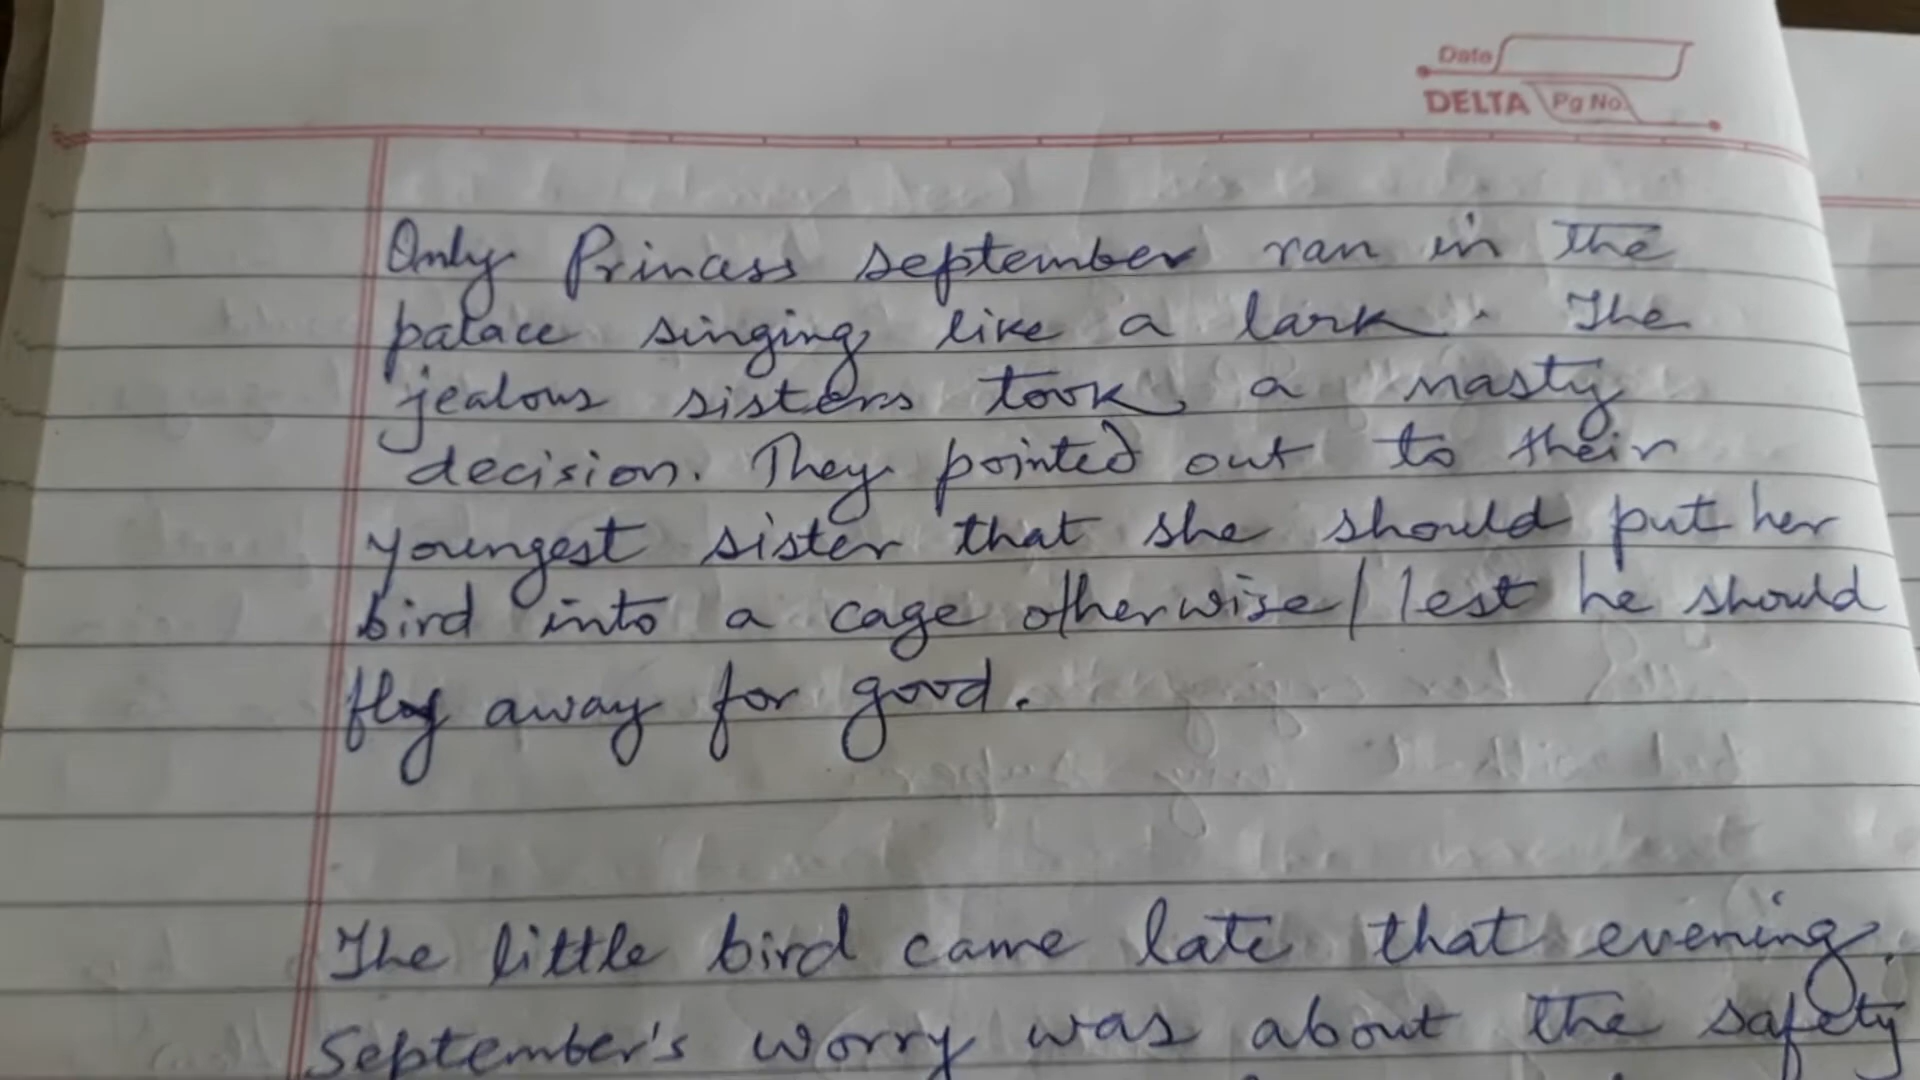 Date
DELTA Pg No.
Only Princess september ran in the
palace singing like a lark. The
jealous sisters took a nasty
decision. They pointed out to their
youngest sister that she should put her
bird into a cage otherwise/lest he should
fly away for good.
The little bird came late that evening.
September's worry was about the safety